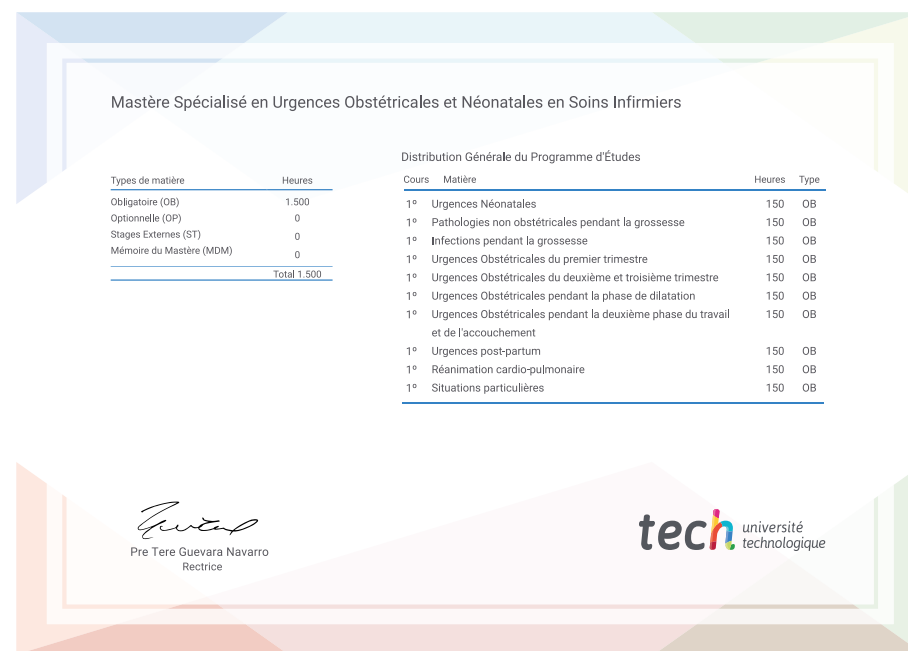 Mastère Spécialisé en Urgences Obstétricales et Néonatales en Soins Infirmiers
Types de matière Heures
Obligatoire (OB) 1.500
Optionnelle (OP) 0
Stages Externes (ST) 0
Mémoire du Mastère (MDM) 0
Total 1.500
Distribution Générale du Programme d'Études
Cours Matière Heures Type
1º Urgences Néonatales 150 OB
1º Pathologies non obstétricales pendant la grossesse 150 OB
1º Infections pendant la grossesse 150 OB
1º Urgences Obstétricales du premier trimestre 150 OB
1º Urgences Obstétricales du deuxième et troisième trimestre 150 OB
1º Urgences Obstétricales pendant la phase de dilatation 150 OB
1º Urgences Obstétricales pendant la deuxième phase du travail 150 OB
et de l'accouchement
1º Urgences post-partum 150 OB
1º Réanimation cardio-pulmonaire 150 OB
1º Situations particulières 150 OB
Pre Tere Guevara Navarro
Rectrice
tech université
technologique